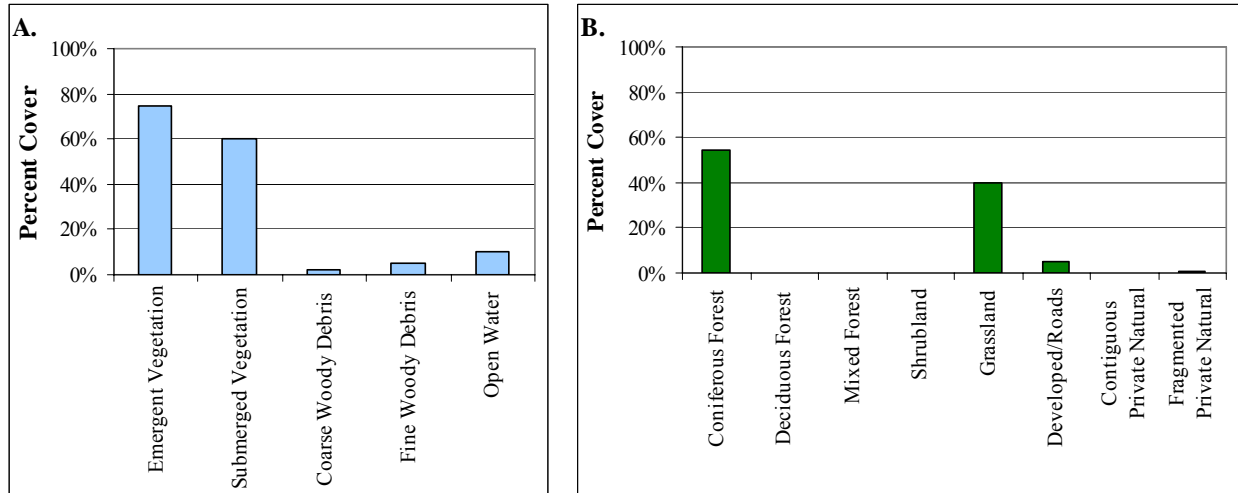 A.
Percent Cover
100%
80%
60%
40%
20%
0%
Emergent Vegetation
Submerged Vegetation
Coarse Woody Debris
Fine Woody Debris
Open Water
B.
Percent Cover
100%
80%
60%
40%
20%
0%
Coniferous Forest
Deciduous Forest
Mixed Forest
Shrubland
Grassland
Developed/Roads
Contiguous
Private Natural
Fragmented
Private Natural